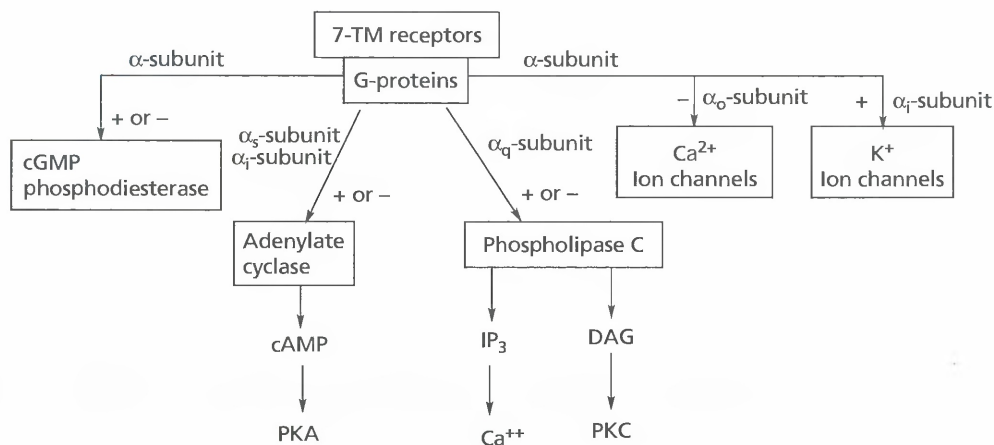 7-TM receptors
G-proteins
α-subunit
α-subunit
+ or –
cGMP
phosphodiesterase
αs-subunit
αi-subunit
+ or –
Adenylate
cyclase
cAMP
PKA
αq-subunit
+ or –
Phospholipase C
IP3
Ca++
DAG
PKC
– αo-subunit
Ca2+
Ion channels
+ αi-subunit
K+
Ion channels